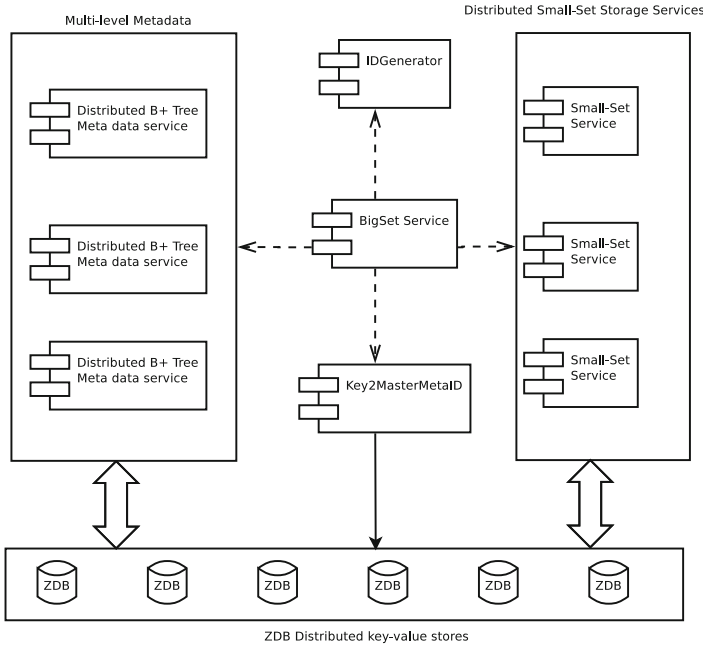 Multi-level Metadata
Distributed Small-Set Storage Services
IDGenerator
Distributed B+ Tree
Meta data service
Small-Set
Service
BigSet Service
Distributed B+ Tree
Meta data service
Small-Set
Service
Distributed B+ Tree
Meta data service
Key2MasterMetaID
Small-Set
Service
ZDB
ZDB
ZDB
ZDB
ZDB
ZDB
ZDB Distributed key-value stores